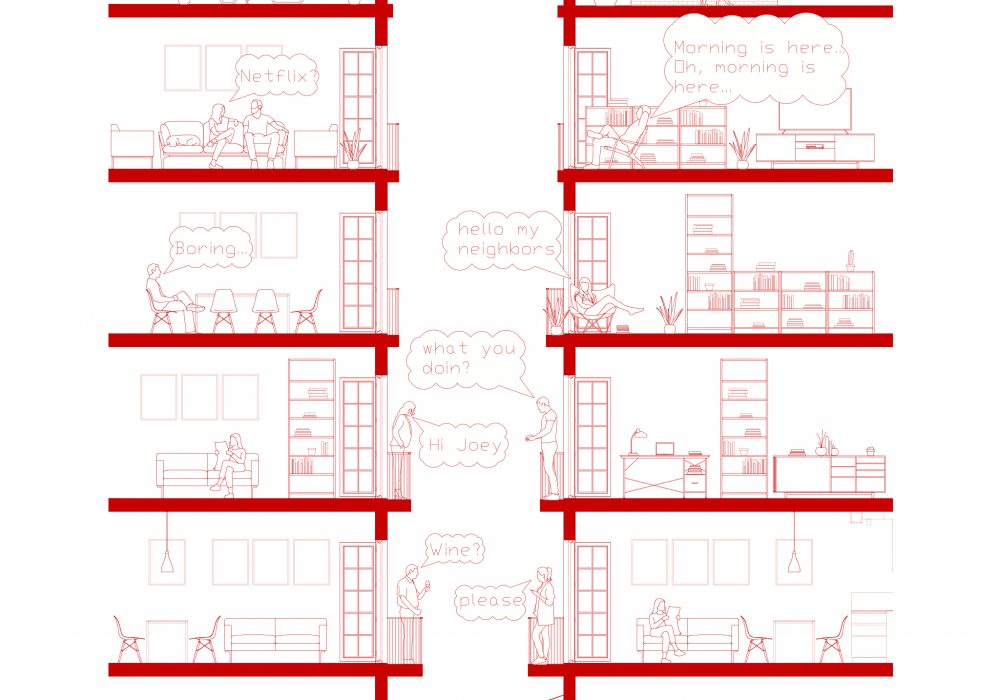 Netflix?
Morning is here...
Oh, morning is
here...
Boring...
hello my
neighbors
what you
doin?
Hi Joey
Wine?
please